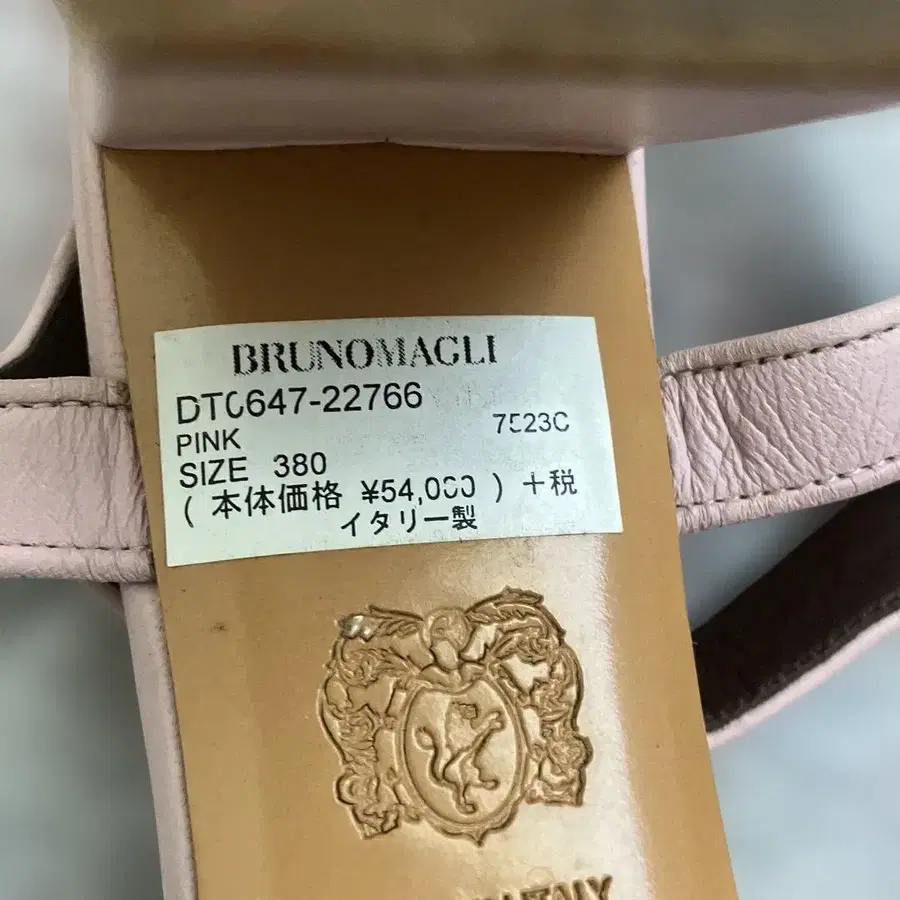 BRUNOMAGLI
DT0647-22766
PINK 7523C
SIZE 380
( 本体価格 ¥54,000 ) +税
イタリー製
ITALY